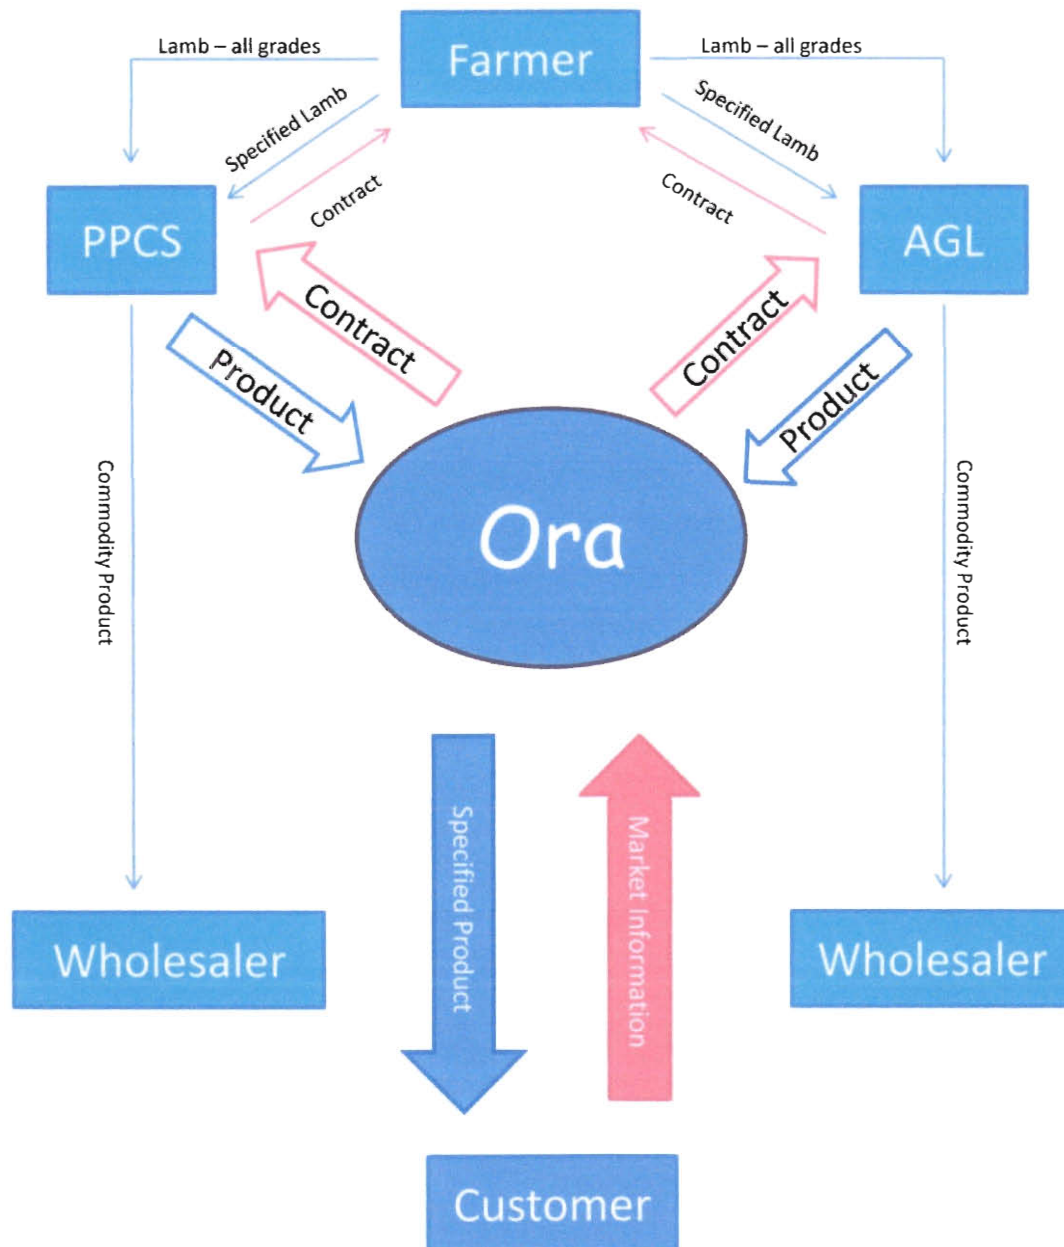 Lamb – all grades
Farmer
Lamb – all grades
Specified Lamb
Contract
Specified Lamb
Contract
PPCS
AGL
Contract
Product
Contract
Product
Ora
Commodity Product
Commodity Product
Specified Product
Market Information
Wholesaler
Wholesaler
Customer